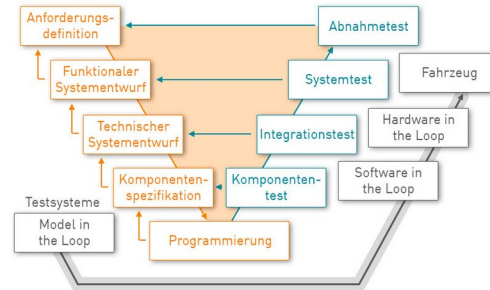 Anforderungs-
definition
Abnahmetest
Funktionaler
Systementwurf
Systemtest
Fahrzeug
Technischer
Systementwurf
Integrationstest
Hardware in
the Loop
Komponenten-
spezifikation
Komponenten-
test
Software in
the Loop
Testsysteme
Model in
the Loop
Programmierung